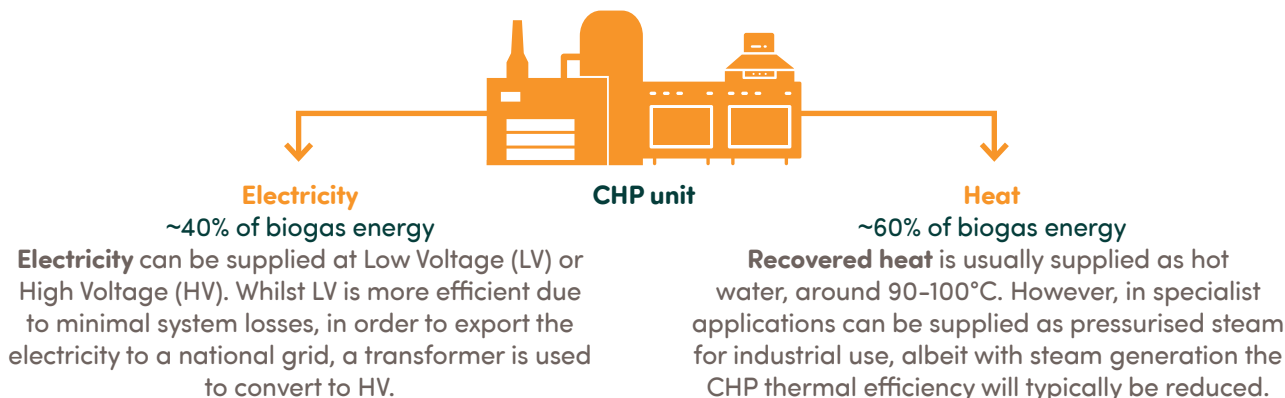 Electricity
~40% of biogas energy
Electricity can be supplied at Low Voltage (LV) or
High Voltage (HV). Whilst LV is more efficient due
to minimal system losses, in order to export the
electricity to a national grid, a transformer is used
to convert to HV.
CHP unit
Heat
~60% of biogas energy
Recovered heat is usually supplied as hot
water, around 90-100°C. However, in specialist
applications can be supplied as pressurised steam
for industrial use, albeit with steam generation the
CHP thermal efficiency will typically be reduced.